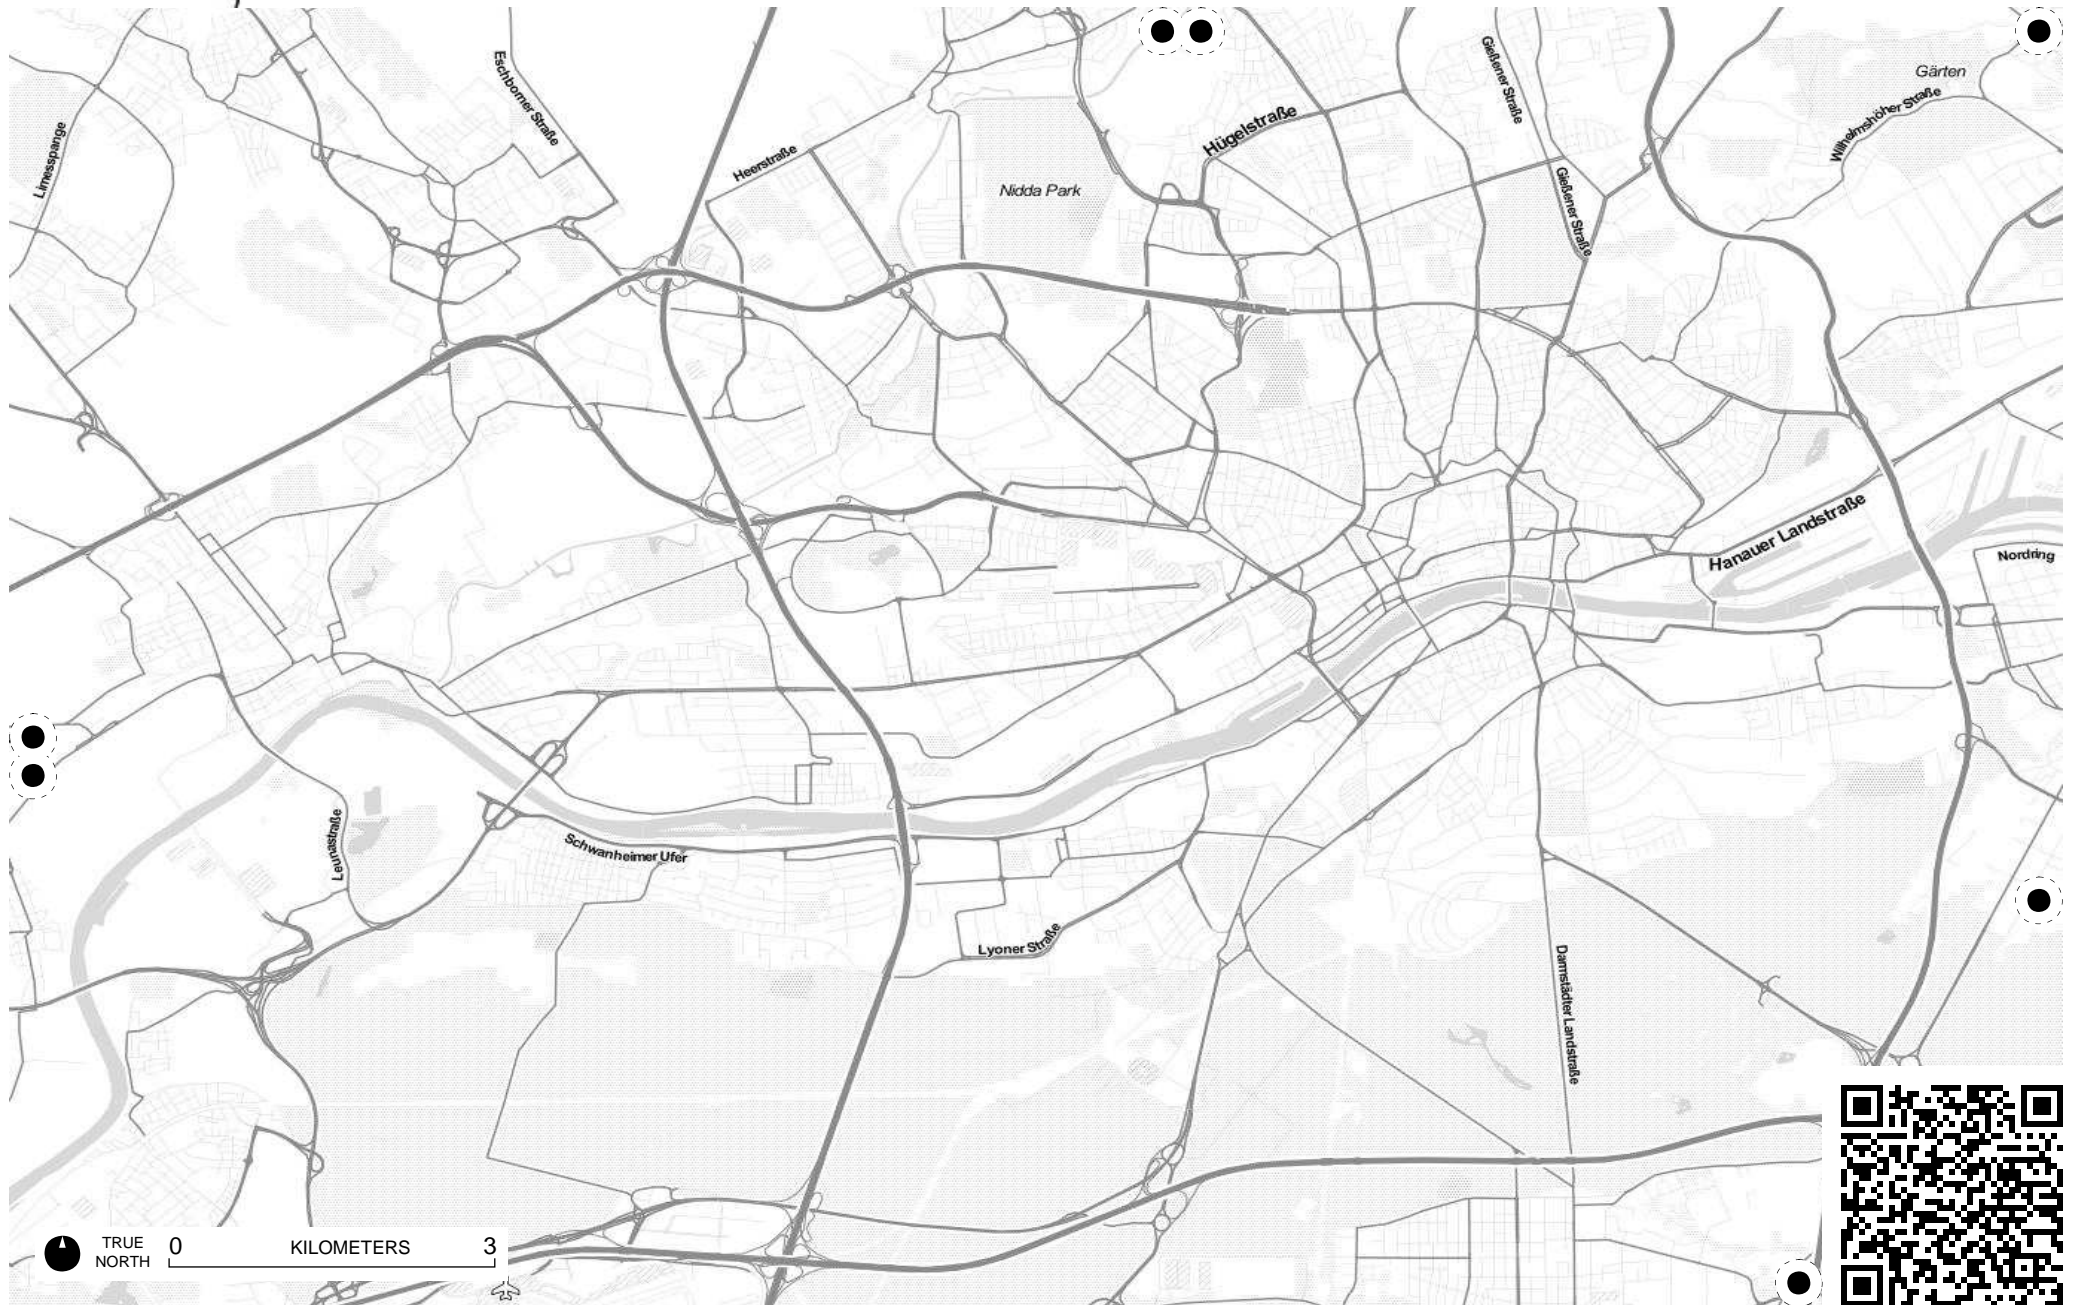 Eschborner Straße
Gießener Straße
Gärten
Wilhelmshöher Straße
Hügelstraße
Limesspange
Heerstraße
Nidda Park
Gießener Straße
Hanauer Landstraße
Nordring
Leunastraße
Schwanheimer Ufer
Lyoner Straße
Darmstädter Landstraße
TRUE
NORTH
0 KILOMETERS 3